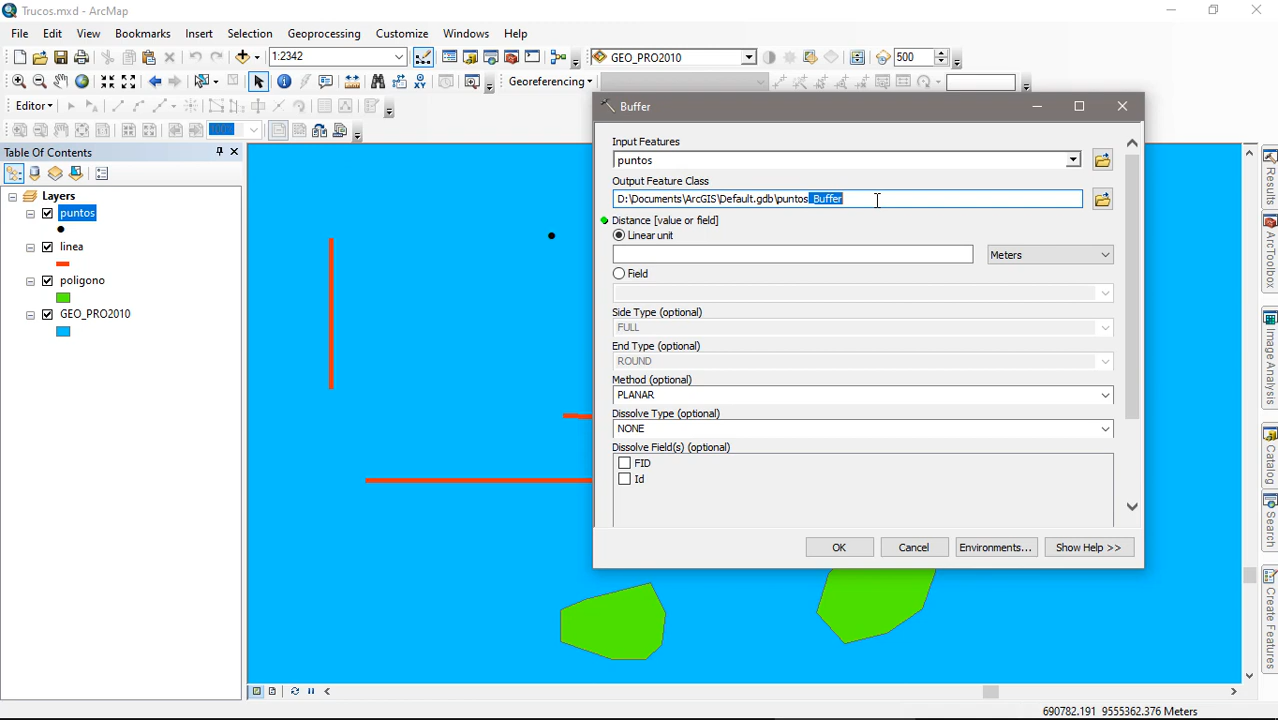 Trucos.mxd - ArcMap
File Edit View Bookmarks Insert Selection Geoprocessing Customize Windows Help
1:2342 GEO_PRO2010 500
Georeferencing
Editor
100%
Table Of Contents
Layers
puntos
linea
poligono
GEO_PRO2010
Buffer
Input Features
puntos
Output Feature Class
D:\Documents\ArcGIS\Default.gdb\puntos_Buffer
Distance [value or field]
Linear unit
Meters
Field
Side Type (optional)
FULL
End Type (optional)
ROUND
Method (optional)
PLANAR
Dissolve Type (optional)
NONE
Dissolve Field(s) (optional)
FID
Id
OK Cancel Environments... Show Help >>
Results
ArcToolbox
Image Analysis
Catalog
Search
Create Features
690782.191 9555362.376 Meters